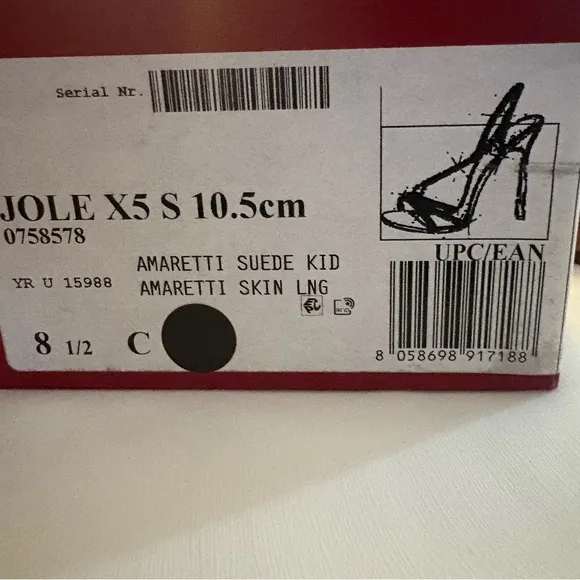 Serial Nr.
JOLE X5 S 10.5cm
0758578
UPC/EAN
AMARETTI SUEDE KID
YR U 15988 AMARETTI SKIN LNG
8 1/2 C
8 058698 917188